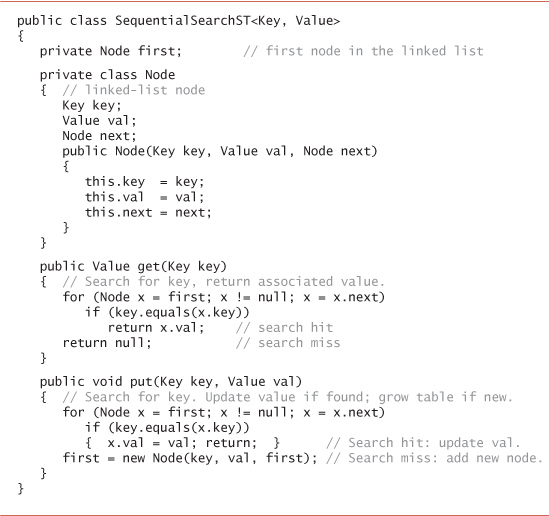 public class SequentialSearchST<Key, Value>
{
   private Node first;        // first node in the linked list
   private class Node
   {  // linked-list node
      Key key;
      Value val;
      Node next;
      public Node(Key key, Value val, Node next)
      {
         this.key  = key;
         this.val  = val;
         this.next = next;
      }
   }
   public Value get(Key key)
   {  // Search for key, return associated value.
      for (Node x = first; x != null; x = x.next)
         if (key.equals(x.key))
            return x.val;    // search hit
      return null;           // search miss
   }
   public void put(Key key, Value val)
   {  // Search for key. Update value if found; grow table if new.
      for (Node x = first; x != null; x = x.next)
         if (key.equals(x.key))
         {  x.val = val; return;  }      // Search hit: update val.
      first = new Node(key, val, first); // Search miss: add new node.
   }
}